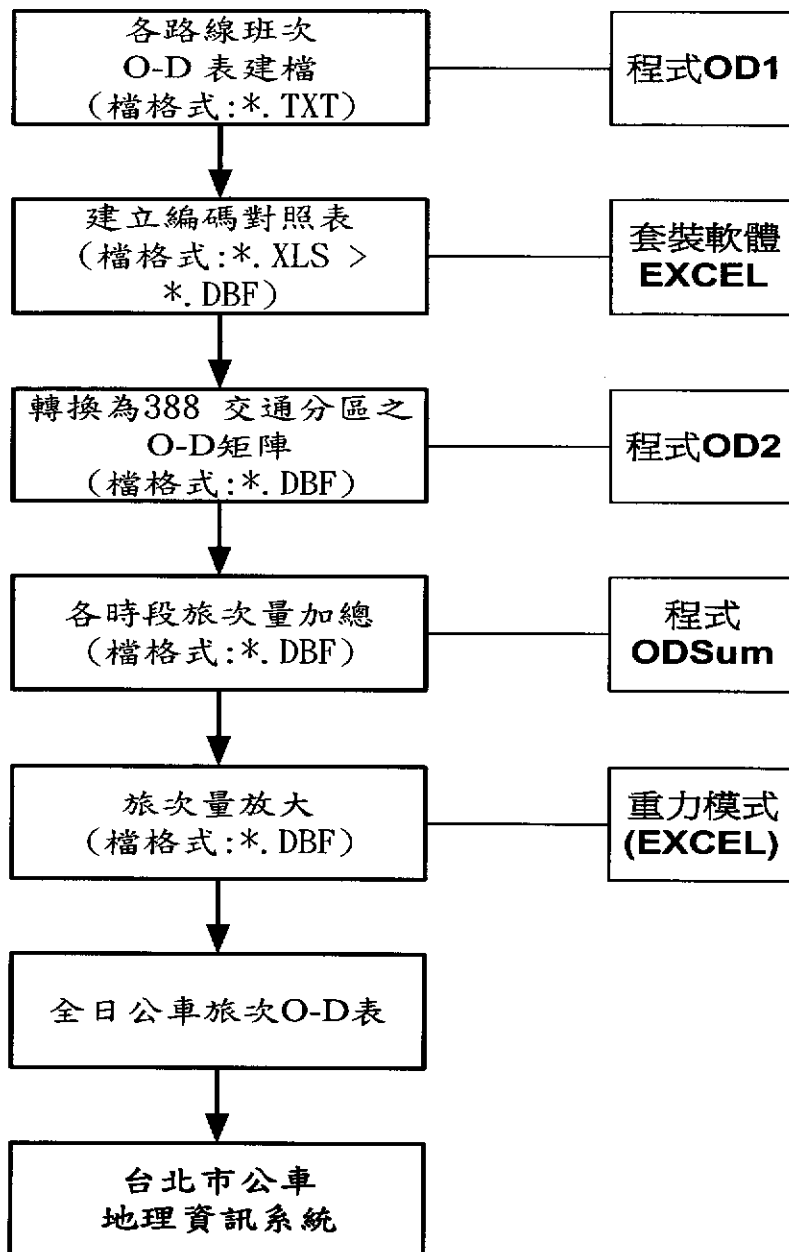 各路線班次
O-D 表建檔
(檔格式:*.TXT)
程式OD1
建立編碼對照表
(檔格式:*.XLS >
*.DBF)
套裝軟體
EXCEL
轉換為388 交通分區之
O-D矩陣
(檔格式:*.DBF)
程式OD2
各時段旅次量加總
(檔格式:*.DBF)
程式
ODSum
旅次量放大
(檔格式:*.DBF)
重力模式
(EXCEL)
全日公車旅次O-D表
台北市公車
地理資訊系統